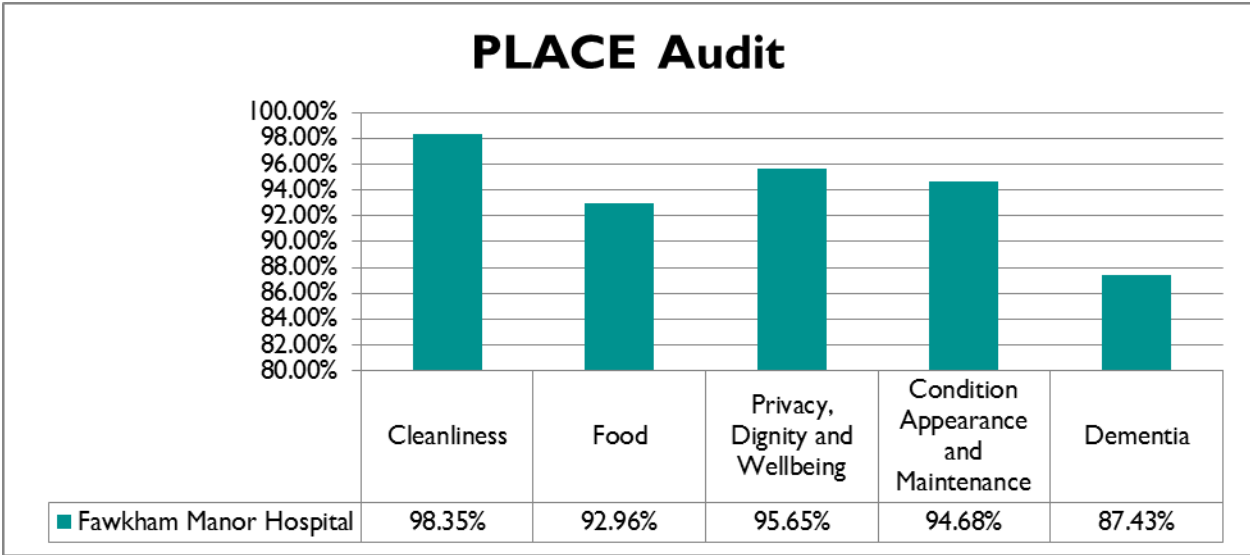 PLACE Audit
100.00%
98.00%
96.00%
94.00%
92.00%
90.00%
88.00%
86.00%
84.00%
82.00%
80.00%
Cleanliness
Food
Privacy,
Dignity and
Wellbeing
Condition
Appearance
and
Maintenance
Dementia
Fawkham Manor Hospital 98.35% 92.96% 95.65% 94.68% 87.43%